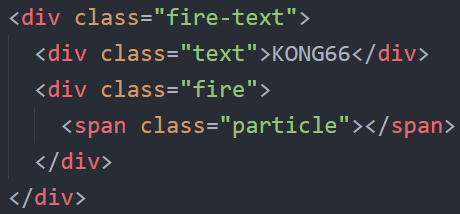 <div class="fire-text">
<div class="text">KONG66</div>
<div class="fire">
<span class="particle"></span>
</div>
</div>